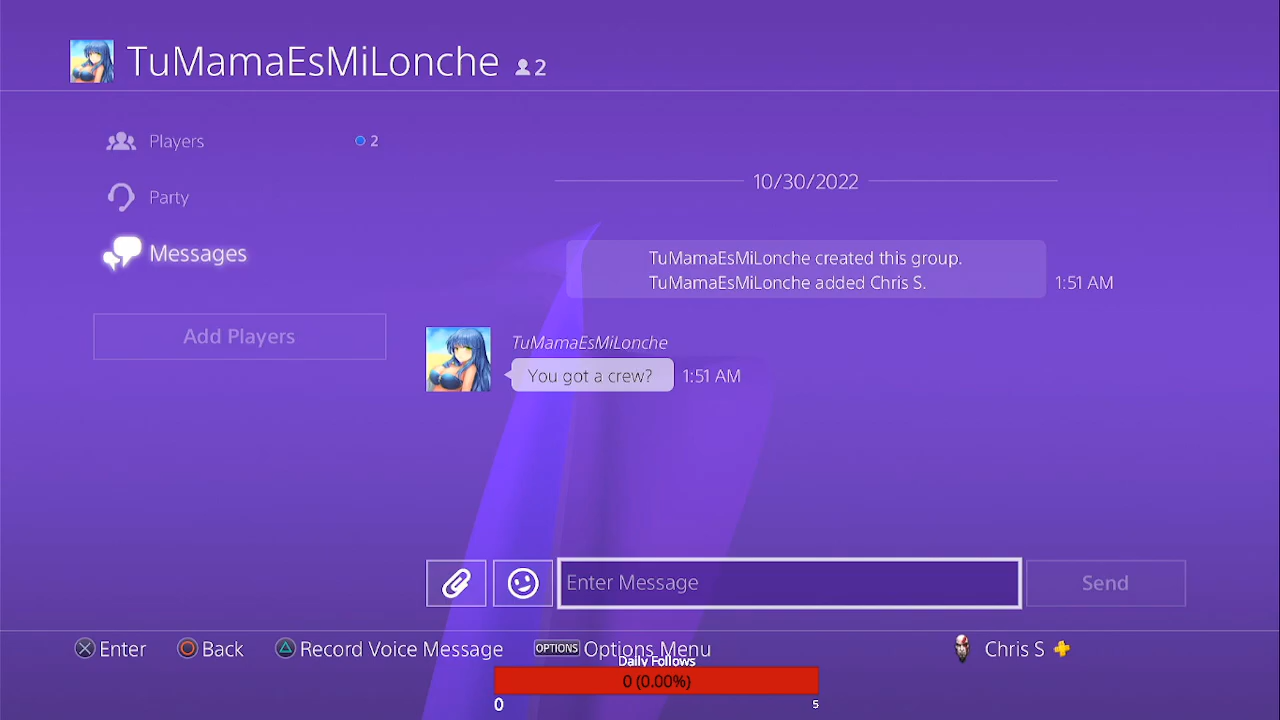 TuMamaEsMiLonche 2
Players 2
Party
Messages
Add Players
10/30/2022
TuMamaEsMiLonche created this group.
TuMamaEsMiLonche added Chris S.
1:51 AM
TuMamaEsMiLonche
You got a crew? 1:51 AM
Enter Message
Send
Enter
Back
Record Voice Message
OPTIONS Options Menu
Chris S
Daily Follows
0 (0.00%)
0
5